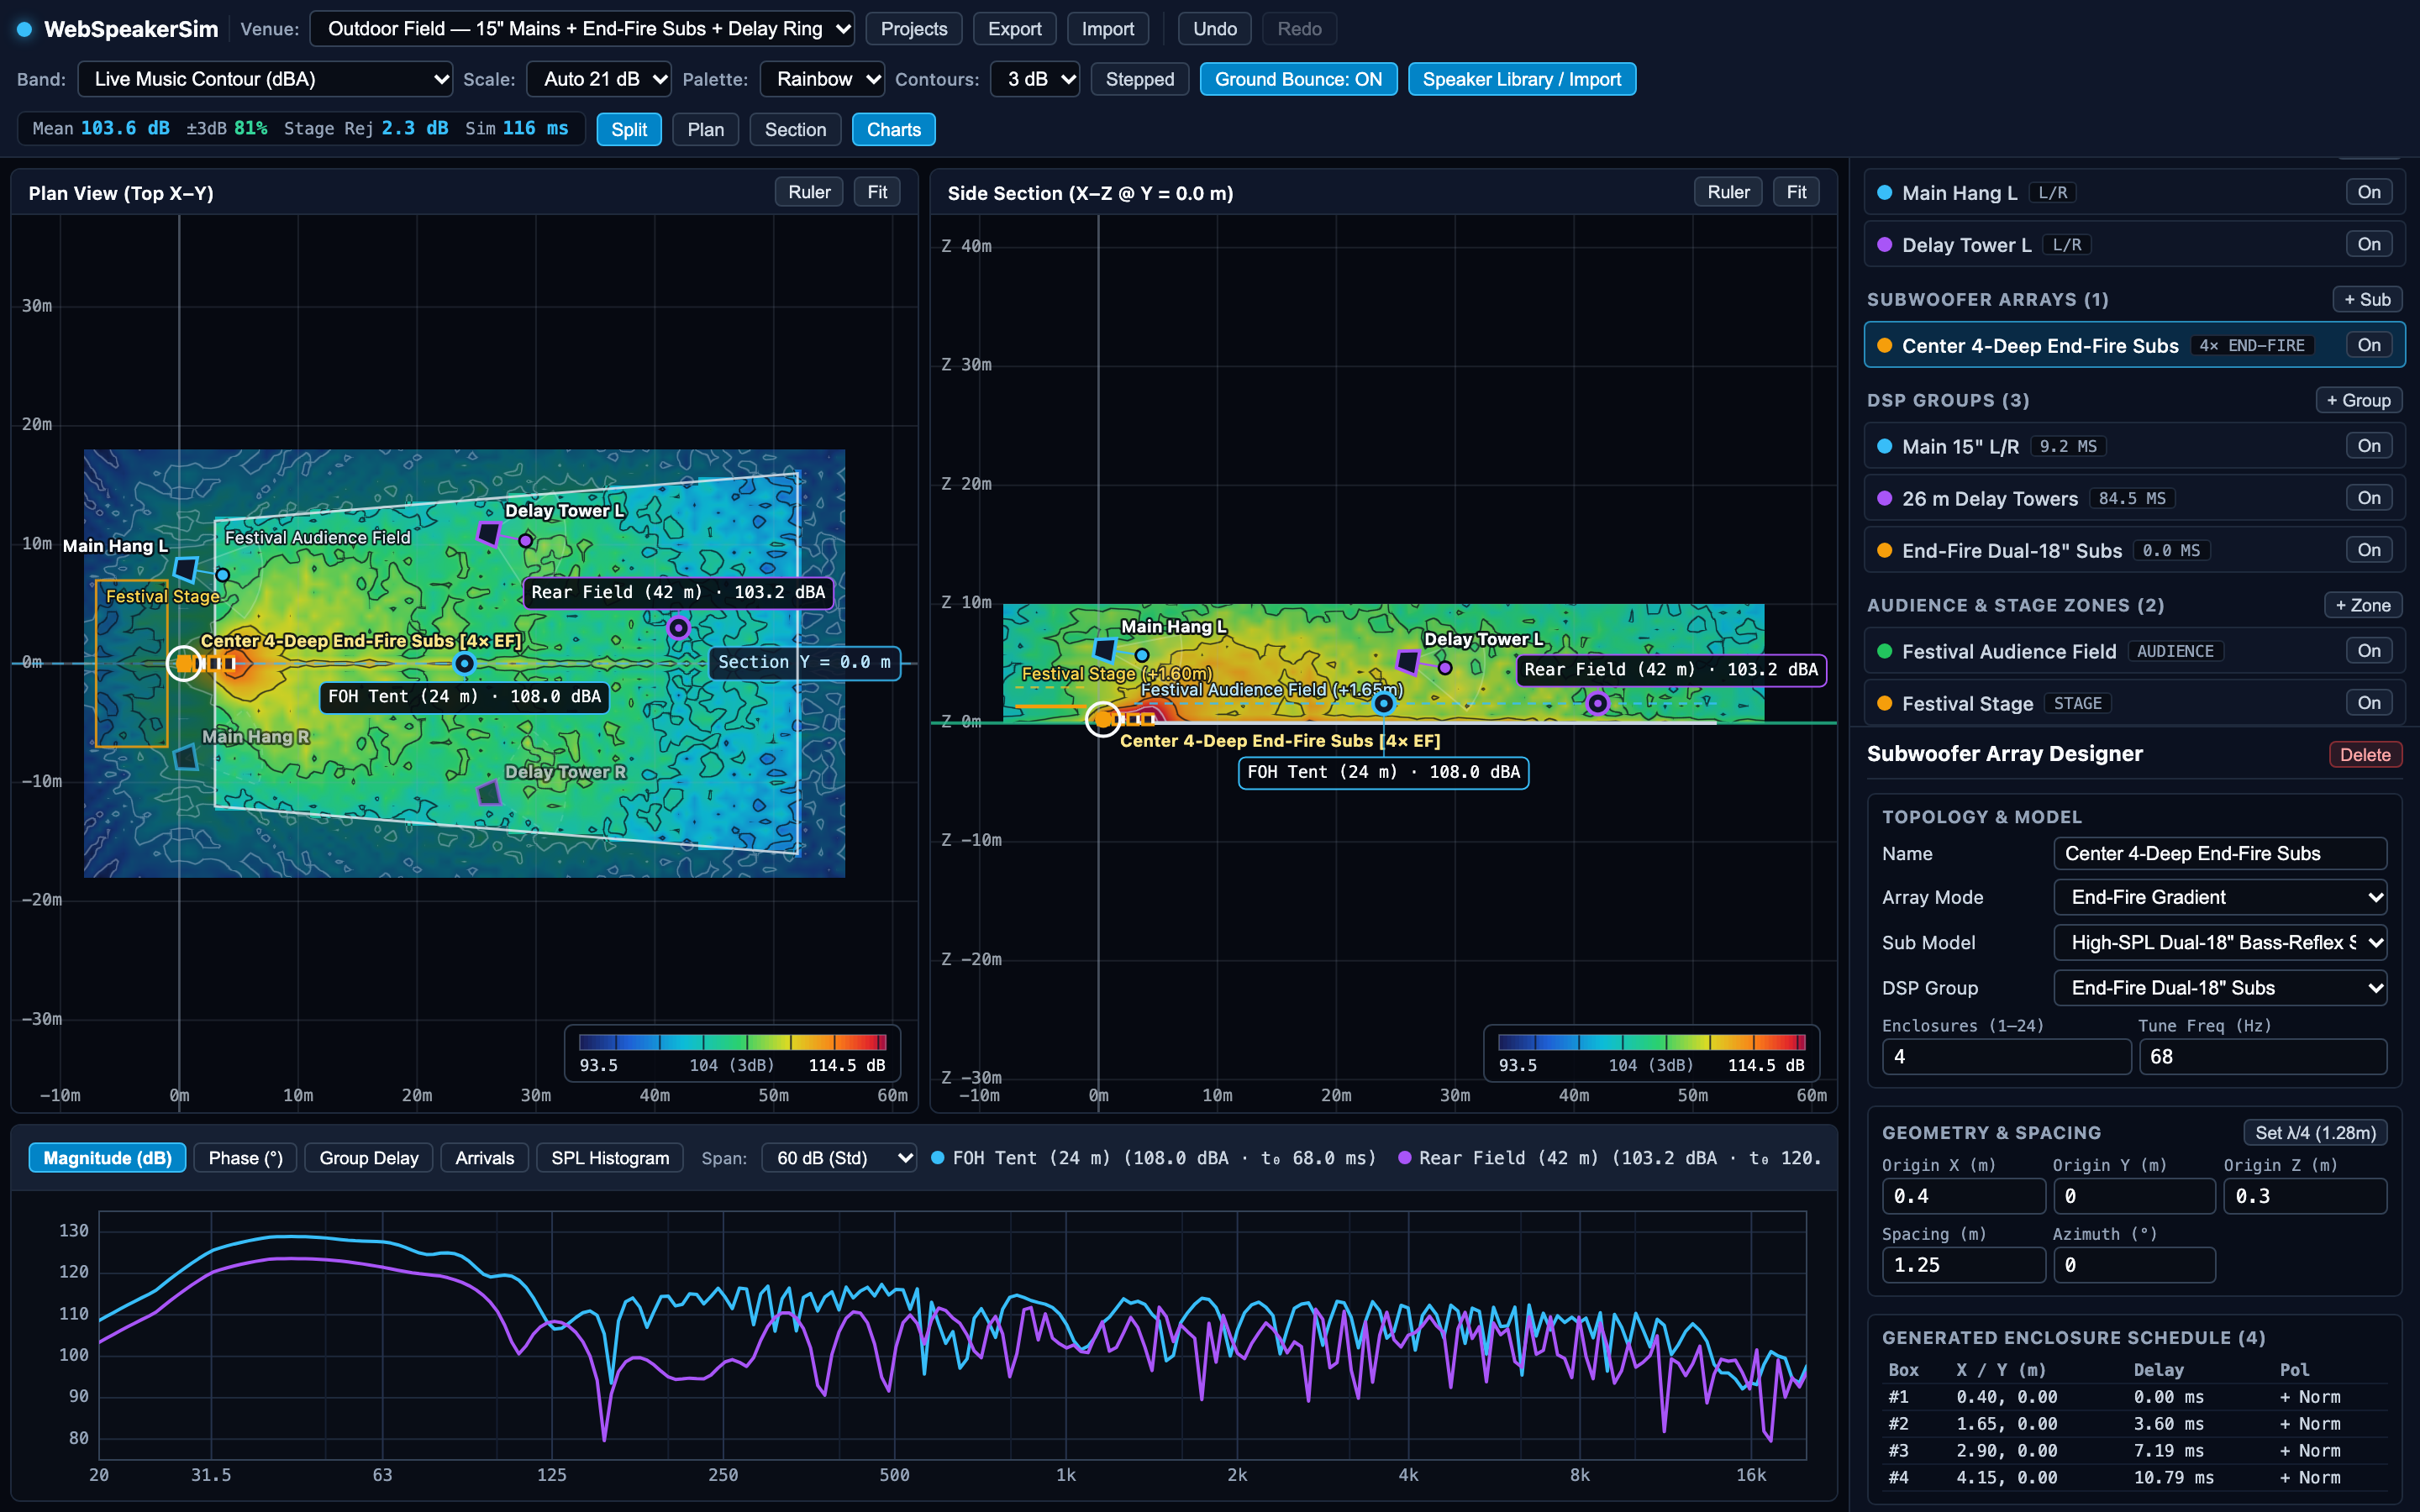 WebSpeakerSim Venue: Outdoor Field — 15" Mains + End-Fire Subs + Delay Ring Projects Export Import Undo Redo
Band: Live Music Contour (dBA) Scale: Auto 21 dB Palette: Rainbow Contours: 3 dB Stepped Ground Bounce: ON Speaker Library / Import
Mean 103.6 dB ±3dB 81% Stage Rej 2.3 dB Sim 116 ms Split Plan Section Charts
Plan View (Top X–Y) Ruler Fit
30m
20m
10m
0m
−10m
−20m
−30m
Delay Tower L
Festival Audience Field
Main Hang L
Rear Field (42 m) · 103.2 dBA
Festival Stage
Center 4-Deep End-Fire Subs [4× EF]
Section Y = 0.0 m
FOH Tent (24 m) · 108.0 dBA
Main Hang R
Delay Tower R
93.5 104 (3dB) 114.5 dB
−10m 0m 10m 20m 30m 40m 50m 60m
Side Section (X–Z @ Y = 0.0 m) Ruler Fit
Z 40m
Z 30m
Z 20m
Z 10m
Z 0m
Z −10m
Z −20m
Z −30m
Main Hang L
Delay Tower L
Rear Field (42 m) · 103.2 dBA
Festival Stage (+1.60m)
Festival Audience Field (+1.65m)
Center 4-Deep End-Fire Subs [4× EF]
FOH Tent (24 m) · 108.0 dBA
93.5 104 (3dB) 114.5 dB
−10m 0m 10m 20m 30m 40m 50m 60m
Magnitude (dB) Phase (°) Group Delay Arrivals SPL Histogram Span: 60 dB (Std) FOH Tent (24 m) (108.0 dBA · t₀ 68.0 ms) Rear Field (42 m) (103.2 dBA · t₀ 120.
130
120
110
100
90
80
20 31.5 63 125 250 500 1k 2k 4k 8k 16k
Main Hang L L/R On
Delay Tower L L/R On
SUBWOOFER ARRAYS (1) + Sub
Center 4-Deep End-Fire Subs 4× END-FIRE On
DSP GROUPS (3) + Group
Main 15" L/R 9.2 MS On
26 m Delay Towers 84.5 MS On
End-Fire Dual-18" Subs 0.0 MS On
AUDIENCE & STAGE ZONES (2) + Zone
Festival Audience Field AUDIENCE On
Festival Stage STAGE On
Subwoofer Array Designer Delete
TOPOLOGY & MODEL
Name Center 4-Deep End-Fire Subs
Array Mode End-Fire Gradient
Sub Model High-SPL Dual-18" Bass-Reflex S
DSP Group End-Fire Dual-18" Subs
Enclosures (1–24) Tune Freq (Hz)
4 68
GEOMETRY & SPACING Set λ/4 (1.28m)
Origin X (m) Origin Y (m) Origin Z (m)
0.4 0 0.3
Spacing (m) Azimuth (°)
1.25 0
GENERATED ENCLOSURE SCHEDULE (4)
Box X / Y (m) Delay Pol
#1 0.40, 0.00 0.00 ms + Norm
#2 1.65, 0.00 3.60 ms + Norm
#3 2.90, 0.00 7.19 ms + Norm
#4 4.15, 0.00 10.79 ms + Norm